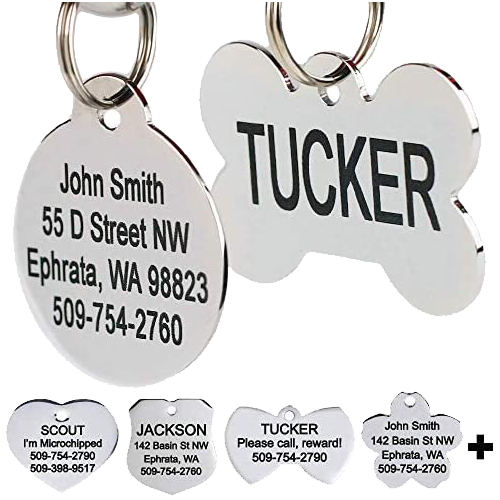 John Smith
55 D Street NW
Ephrata, WA 98823
509-754-2760
TUCKER
SCOUT
I'm Microchipped
509-754-2790
509-398-9517
JACKSON
142 Basin St NW
Ephrata, WA
509-754-2760
TUCKER
Please call, reward!
509-754-2790
John Smith
142 Basin St NW
Ephrata, WA
509-754-2760
+